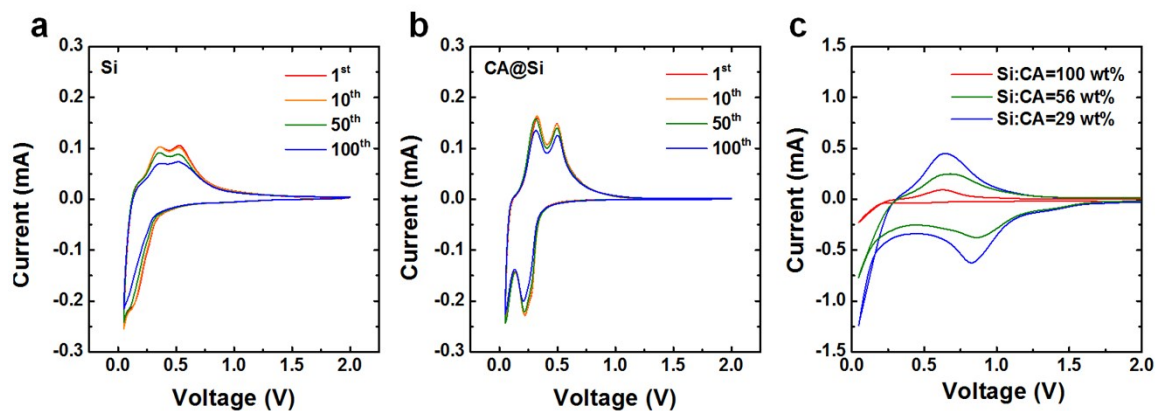 a
Si
1st
10th
50th
100th
0.3
0.2
0.1
0.0
-0.1
-0.2
-0.3
Current (mA)
0.0 0.5 1.0 1.5 2.0
Voltage (V)
b
CA@Si
1st
10th
50th
100th
0.3
0.2
0.1
0.0
-0.1
-0.2
-0.3
Current (mA)
0.0 0.5 1.0 1.5 2.0
Voltage (V)
c
Si:CA=100 wt%
Si:CA=56 wt%
Si:CA=29 wt%
1.5
1.0
0.5
0.0
-0.5
-1.0
-1.5
Current (mA)
0.0 0.5 1.0 1.5 2.0
Voltage (V)